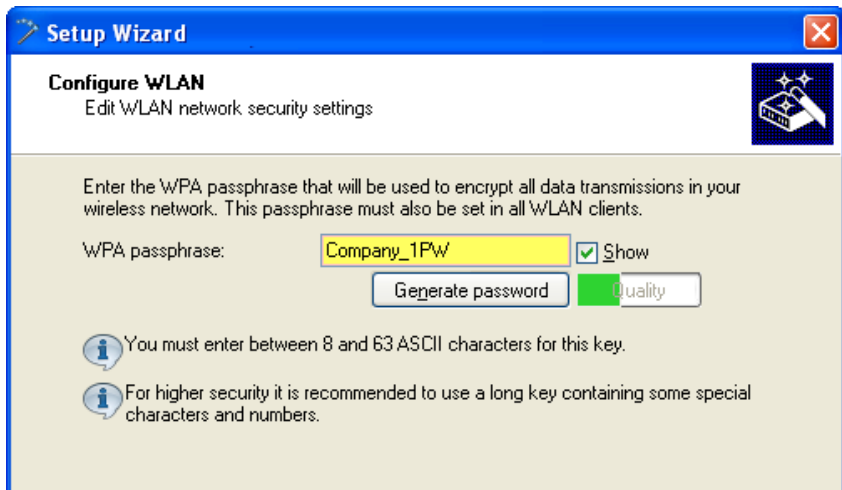 Setup Wizard
Configure WLAN
Edit WLAN network security settings
Enter the WPA passphrase that will be used to encrypt all data transmissions in your
wireless network. This passphrase must also be set in all WLAN clients.
WPA passphrase: Company_1PW Show
Generate password Quality
You must enter between 8 and 63 ASCII characters for this key.
For higher security it is recommended to use a long key containing some special
characters and numbers.